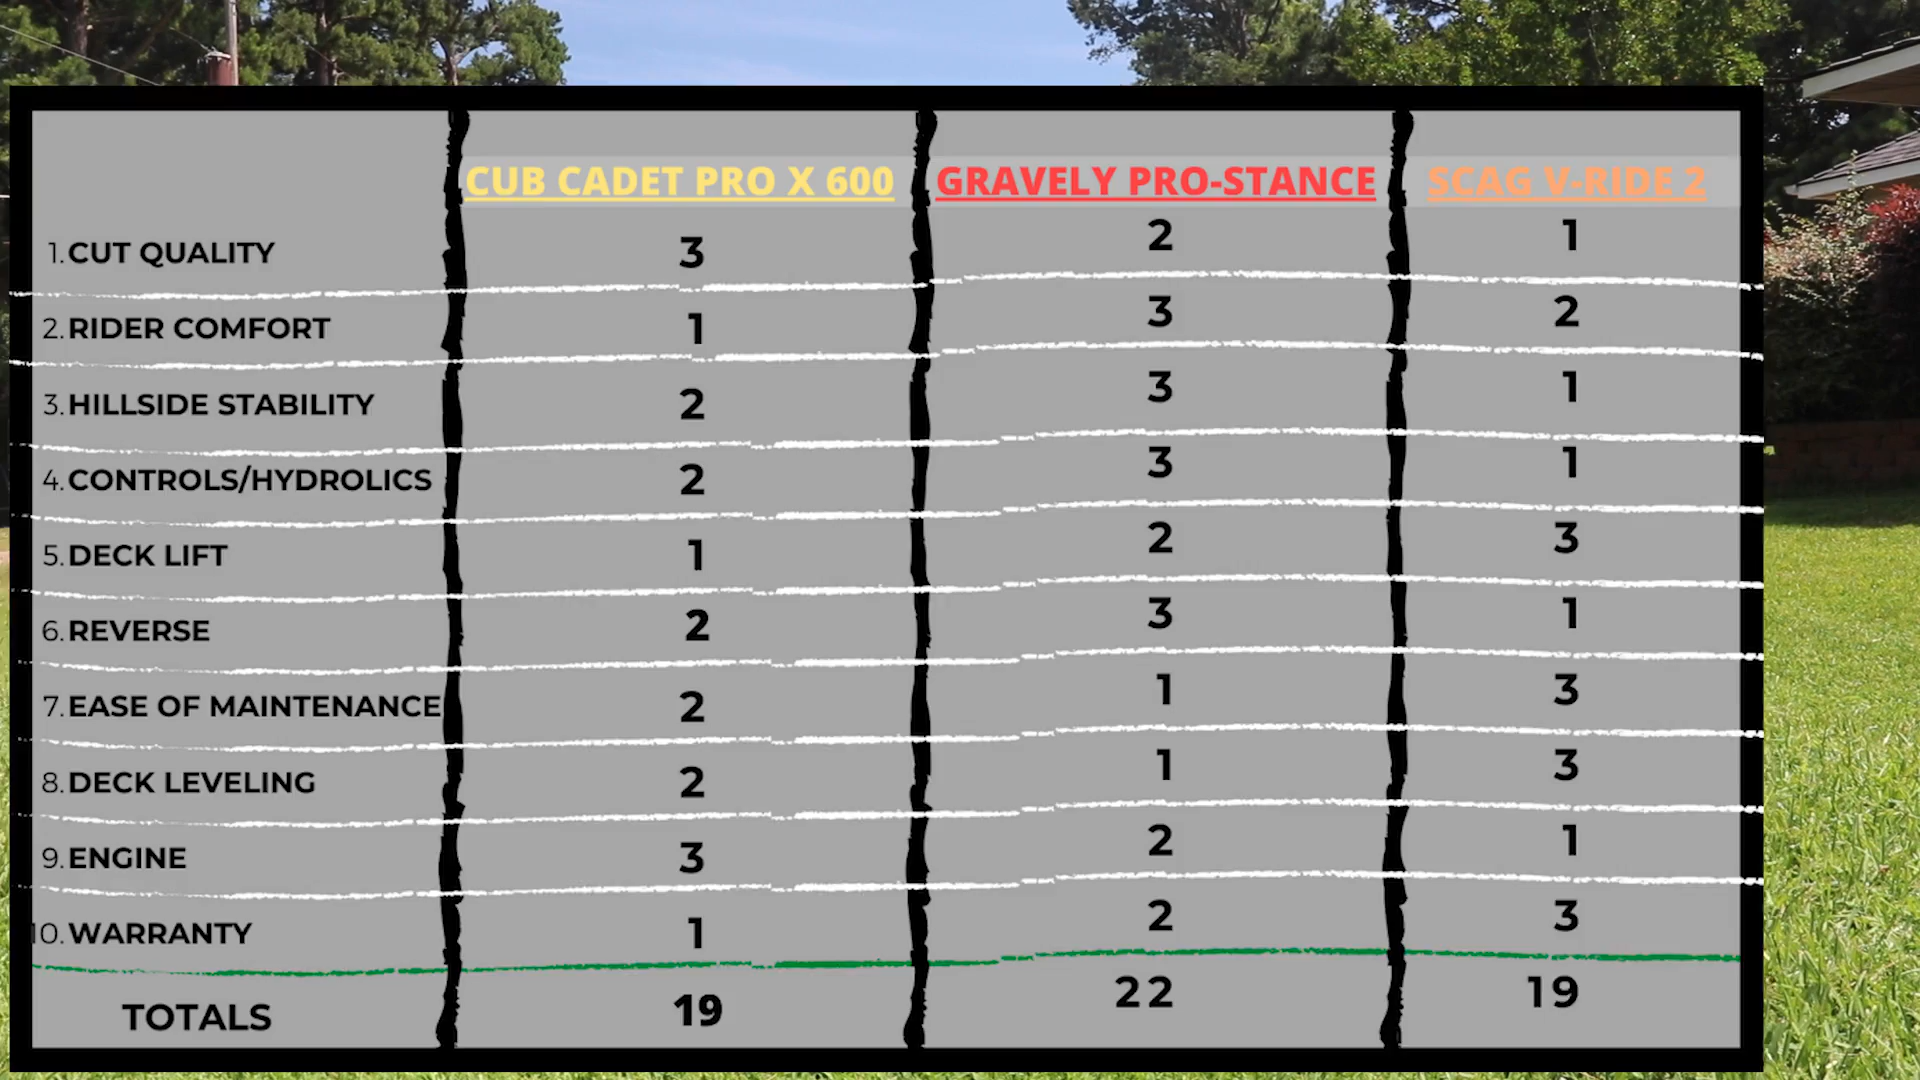 CUB CADET PRO X 600 GRAVELY PRO-STANCE SCAG V-RIDE 2
1. CUT QUALITY 3 2 1
2. RIDER COMFORT 1 3 2
3. HILLSIDE STABILITY 2 3 1
4. CONTROLS/HYDROLICS 2 3 1
5. DECK LIFT 1 2 3
6. REVERSE 2 3 1
7. EASE OF MAINTENANCE 2 1 3
8. DECK LEVELING 2 1 3
9. ENGINE 3 2 1
10. WARRANTY 1 2 3
TOTALS 19 22 19